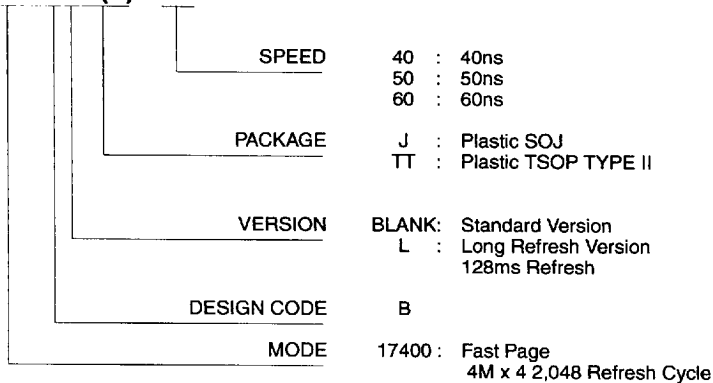 SPEED 40 : 40ns
50 : 50ns
60 : 60ns
PACKAGE J : Plastic SOJ
TT : Plastic TSOP TYPE II
VERSION BLANK: Standard Version
L : Long Refresh Version
128ms Refresh
DESIGN CODE B
MODE 17400 : Fast Page
4M x 4 2,048 Refresh Cycle